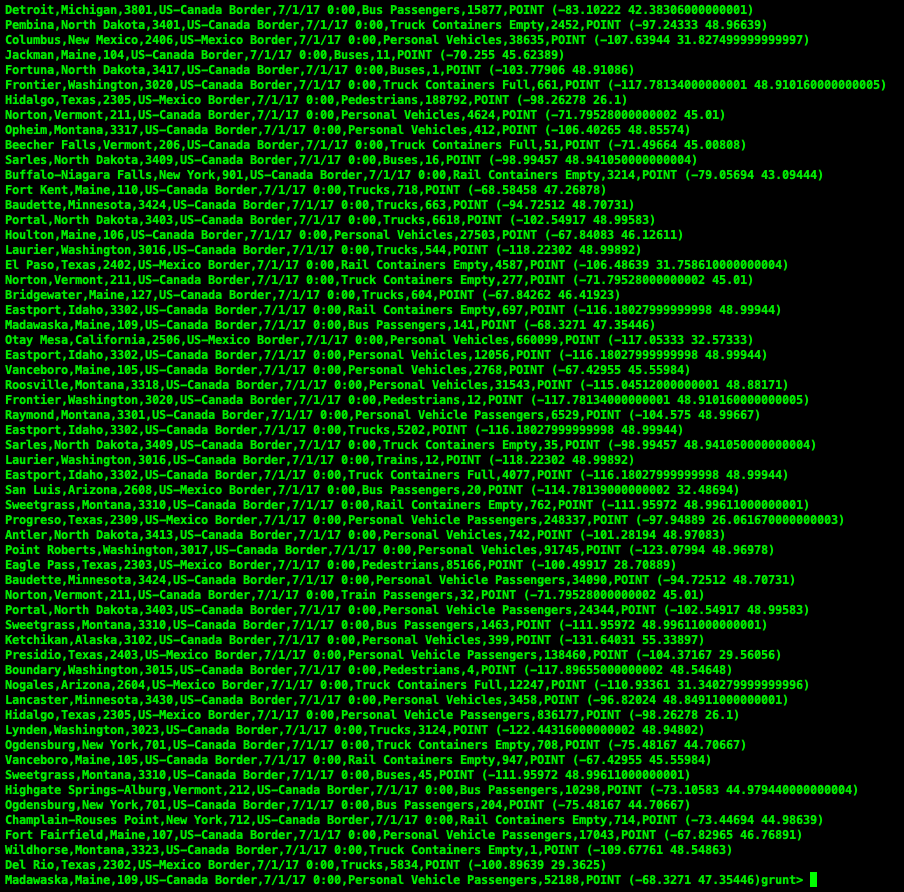 Detroit,Michigan,3801,US-Canada Border,7/1/17 0:00,Bus Passengers,15877,POINT (-83.10222 42.38306000000001)
Pembina,North Dakota,3401,US-Canada Border,7/1/17 0:00,Truck Containers Empty,2452,POINT (-97.24333 48.96639)
Columbus,New Mexico,2406,US-Mexico Border,7/1/17 0:00,Personal Vehicles,38635,POINT (-107.63944 31.827499999999997)
Jackman,Maine,104,US-Canada Border,7/1/17 0:00,Buses,11,POINT (-70.255 45.62389)
Fortuna,North Dakota,3417,US-Canada Border,7/1/17 0:00,Buses,1,POINT (-103.77906 48.91086)
Frontier,Washington,3020,US-Canada Border,7/1/17 0:00,Truck Containers Full,661,POINT (-117.78134000000001 48.910160000000005)
Hidalgo,Texas,2305,US-Mexico Border,7/1/17 0:00,Pedestrians,188792,POINT (-98.26278 26.1)
Norton,Vermont,211,US-Canada Border,7/1/17 0:00,Personal Vehicles,4624,POINT (-71.79528000000002 45.01)
Opheim,Montana,3317,US-Canada Border,7/1/17 0:00,Personal Vehicles,412,POINT (-106.40265 48.85574)
Beecher Falls,Vermont,206,US-Canada Border,7/1/17 0:00,Truck Containers Full,51,POINT (-71.49664 45.00808)
Sarles,North Dakota,3409,US-Canada Border,7/1/17 0:00,Buses,16,POINT (-98.99457 48.941050000000004)
Buffalo-Niagara Falls,New York,901,US-Canada Border,7/1/17 0:00,Rail Containers Empty,3214,POINT (-79.05694 43.09444)
Fort Kent,Maine,110,US-Canada Border,7/1/17 0:00,Trucks,718,POINT (-68.58458 47.26878)
Baudette,Minnesota,3424,US-Canada Border,7/1/17 0:00,Trucks,663,POINT (-94.72512 48.70731)
Portal,North Dakota,3403,US-Canada Border,7/1/17 0:00,Trucks,6618,POINT (-102.54917 48.99583)
Houlton,Maine,106,US-Canada Border,7/1/17 0:00,Personal Vehicles,27503,POINT (-67.84083 46.12611)
Laurier,Washington,3016,US-Canada Border,7/1/17 0:00,Trucks,544,POINT (-118.22302 48.99892)
El Paso,Texas,2402,US-Mexico Border,7/1/17 0:00,Rail Containers Empty,4587,POINT (-106.48639 31.758610000000004)
Norton,Vermont,211,US-Canada Border,7/1/17 0:00,Truck Containers Empty,277,POINT (-71.79528000000002 45.01)
Bridgewater,Maine,127,US-Canada Border,7/1/17 0:00,Trucks,604,POINT (-67.84262 46.41923)
Eastport,Idaho,3302,US-Canada Border,7/1/17 0:00,Rail Containers Empty,697,POINT (-116.18027999999998 48.99944)
Madawaska,Maine,109,US-Canada Border,7/1/17 0:00,Bus Passengers,141,POINT (-68.3271 47.35446)
Otay Mesa,California,2506,US-Mexico Border,7/1/17 0:00,Personal Vehicles,660099,POINT (-117.05333 32.57333)
Eastport,Idaho,3302,US-Canada Border,7/1/17 0:00,Personal Vehicles,12056,POINT (-116.18027999999998 48.99944)
Vanceboro,Maine,105,US-Canada Border,7/1/17 0:00,Personal Vehicles,2768,POINT (-67.42955 45.55984)
Roosville,Montana,3318,US-Canada Border,7/1/17 0:00,Personal Vehicles,31543,POINT (-115.04512000000001 48.88171)
Frontier,Washington,3020,US-Canada Border,7/1/17 0:00,Pedestrians,12,POINT (-117.78134000000001 48.910160000000005)
Raymond,Montana,3301,US-Canada Border,7/1/17 0:00,Personal Vehicle Passengers,6529,POINT (-104.575 48.99667)
Eastport,Idaho,3302,US-Canada Border,7/1/17 0:00,Trucks,5202,POINT (-116.18027999999998 48.99944)
Sarles,North Dakota,3409,US-Canada Border,7/1/17 0:00,Truck Containers Empty,35,POINT (-98.99457 48.941050000000004)
Laurier,Washington,3016,US-Canada Border,7/1/17 0:00,Trains,12,POINT (-118.22302 48.99892)
Eastport,Idaho,3302,US-Canada Border,7/1/17 0:00,Truck Containers Full,4077,POINT (-116.18027999999998 48.99944)
San Luis,Arizona,2608,US-Mexico Border,7/1/17 0:00,Bus Passengers,20,POINT (-114.78139000000002 32.48694)
Sweetgrass,Montana,3310,US-Canada Border,7/1/17 0:00,Rail Containers Empty,762,POINT (-111.95972 48.99611000000001)
Progreso,Texas,2309,US-Mexico Border,7/1/17 0:00,Personal Vehicle Passengers,248337,POINT (-97.94889 26.061670000000003)
Antler,North Dakota,3413,US-Canada Border,7/1/17 0:00,Personal Vehicles,742,POINT (-101.28194 48.97083)
Point Roberts,Washington,3017,US-Canada Border,7/1/17 0:00,Personal Vehicles,91745,POINT (-123.07994 48.96978)
Eagle Pass,Texas,2303,US-Mexico Border,7/1/17 0:00,Pedestrians,85166,POINT (-100.49917 28.70889)
Baudette,Minnesota,3424,US-Canada Border,7/1/17 0:00,Personal Vehicle Passengers,34090,POINT (-94.72512 48.70731)
Norton,Vermont,211,US-Canada Border,7/1/17 0:00,Train Passengers,32,POINT (-71.79528000000002 45.01)
Portal,North Dakota,3403,US-Canada Border,7/1/17 0:00,Personal Vehicle Passengers,24344,POINT (-102.54917 48.99583)
Sweetgrass,Montana,3310,US-Canada Border,7/1/17 0:00,Bus Passengers,1463,POINT (-111.95972 48.99611000000001)
Ketchikan,Alaska,3102,US-Canada Border,7/1/17 0:00,Personal Vehicles,399,POINT (-131.64031 55.33897)
Presidio,Texas,2403,US-Mexico Border,7/1/17 0:00,Personal Vehicle Passengers,138460,POINT (-104.37167 29.56056)
Boundary,Washington,3015,US-Canada Border,7/1/17 0:00,Pedestrians,4,POINT (-117.89655000000002 48.54648)
Nogales,Arizona,2604,US-Mexico Border,7/1/17 0:00,Truck Containers Full,12247,POINT (-110.93361 31.340279999999996)
Lancaster,Minnesota,3430,US-Canada Border,7/1/17 0:00,Personal Vehicles,3458,POINT (-96.82024 48.84911000000001)
Hidalgo,Texas,2305,US-Mexico Border,7/1/17 0:00,Personal Vehicle Passengers,836177,POINT (-98.26278 26.1)
Lynden,Washington,3023,US-Canada Border,7/1/17 0:00,Trucks,3124,POINT (-122.44316000000002 48.94802)
Ogdensburg,New York,701,US-Canada Border,7/1/17 0:00,Truck Containers Empty,708,POINT (-75.48167 44.70667)
Vanceboro,Maine,105,US-Canada Border,7/1/17 0:00,Rail Containers Empty,947,POINT (-67.42955 45.55984)
Sweetgrass,Montana,3310,US-Canada Border,7/1/17 0:00,Buses,45,POINT (-111.95972 48.99611000000001)
Highgate Springs-Alburg,Vermont,212,US-Canada Border,7/1/17 0:00,Bus Passengers,10298,POINT (-73.10583 44.979440000000004)
Ogdensburg,New York,701,US-Canada Border,7/1/17 0:00,Bus Passengers,204,POINT (-75.48167 44.70667)
Champlain-Rouses Point,New York,712,US-Canada Border,7/1/17 0:00,Rail Containers Empty,714,POINT (-73.44694 44.98639)
Fort Fairfield,Maine,107,US-Canada Border,7/1/17 0:00,Personal Vehicle Passengers,17043,POINT (-67.82965 46.76891)
Wildhorse,Montana,3323,US-Canada Border,7/1/17 0:00,Truck Containers Empty,1,POINT (-109.67761 48.54863)
Del Rio,Texas,2302,US-Mexico Border,7/1/17 0:00,Trucks,5834,POINT (-100.89639 29.3625)
Madawaska,Maine,109,US-Canada Border,7/1/17 0:00,Personal Vehicle Passengers,52188,POINT (-68.3271 47.35446)grunt>